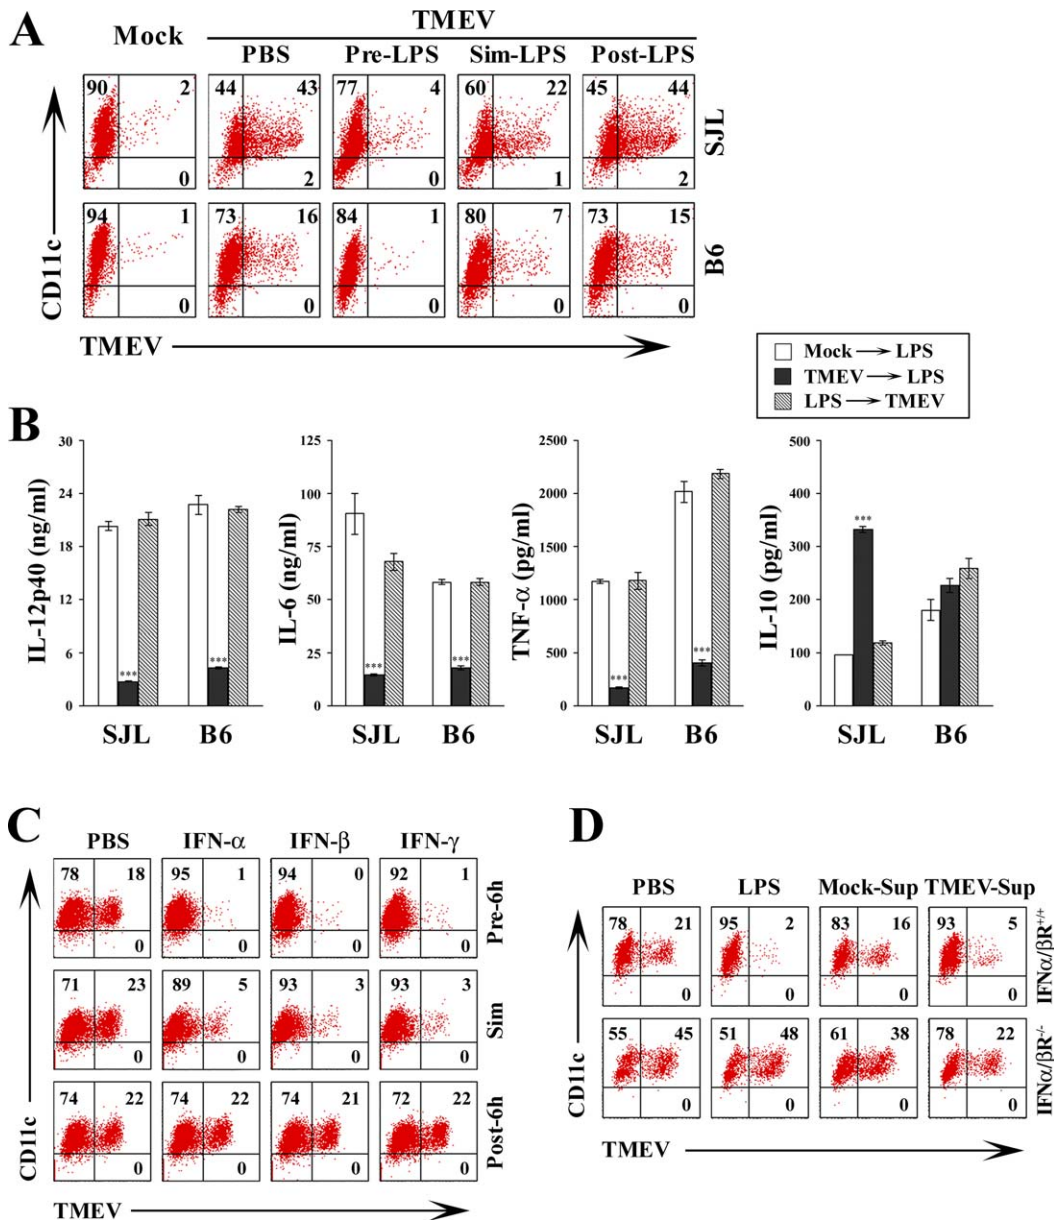 A
Mock
TMEV
PBS
Pre-LPS
Sim-LPS
Post-LPS
90 2 44 43 77 4 60 22 45 44
0 2 0 1 2
SJL
94 1 73 16 84 1 80 7 73 15
0 0 0 0 0
B6
CD11c
TMEV
Mock → LPS
TMEV → LPS
LPS → TMEV
B
IL-12p40 (ng/ml)
30
24
18
12
6
0
***
***
SJL B6
IL-6 (ng/ml)
125
100
75
50
25
0
***
***
SJL B6
TNF-α (pg/ml)
2500
2000
1500
1000
500
0
***
***
SJL B6
IL-10 (pg/ml)
500
400
300
200
100
0
***
SJL B6
C
PBS IFN-α IFN-β IFN-γ
78 18 95 1 94 0 92 1
0 0 0 0
Pre-6h
71 23 89 5 93 3 93 3
0 0 0 0
Sim
74 22 74 22 74 21 72 22
0 0 0 0
Post-6h
CD11c
TMEV
D
PBS LPS Mock-Sup TMEV-Sup
78 21 95 2 83 16 93 5
0 0 0 0
IFNα/βR+/+
55 45 51 48 61 38 78 22
0 0 0 0
IFNα/βR-/-
CD11c
TMEV